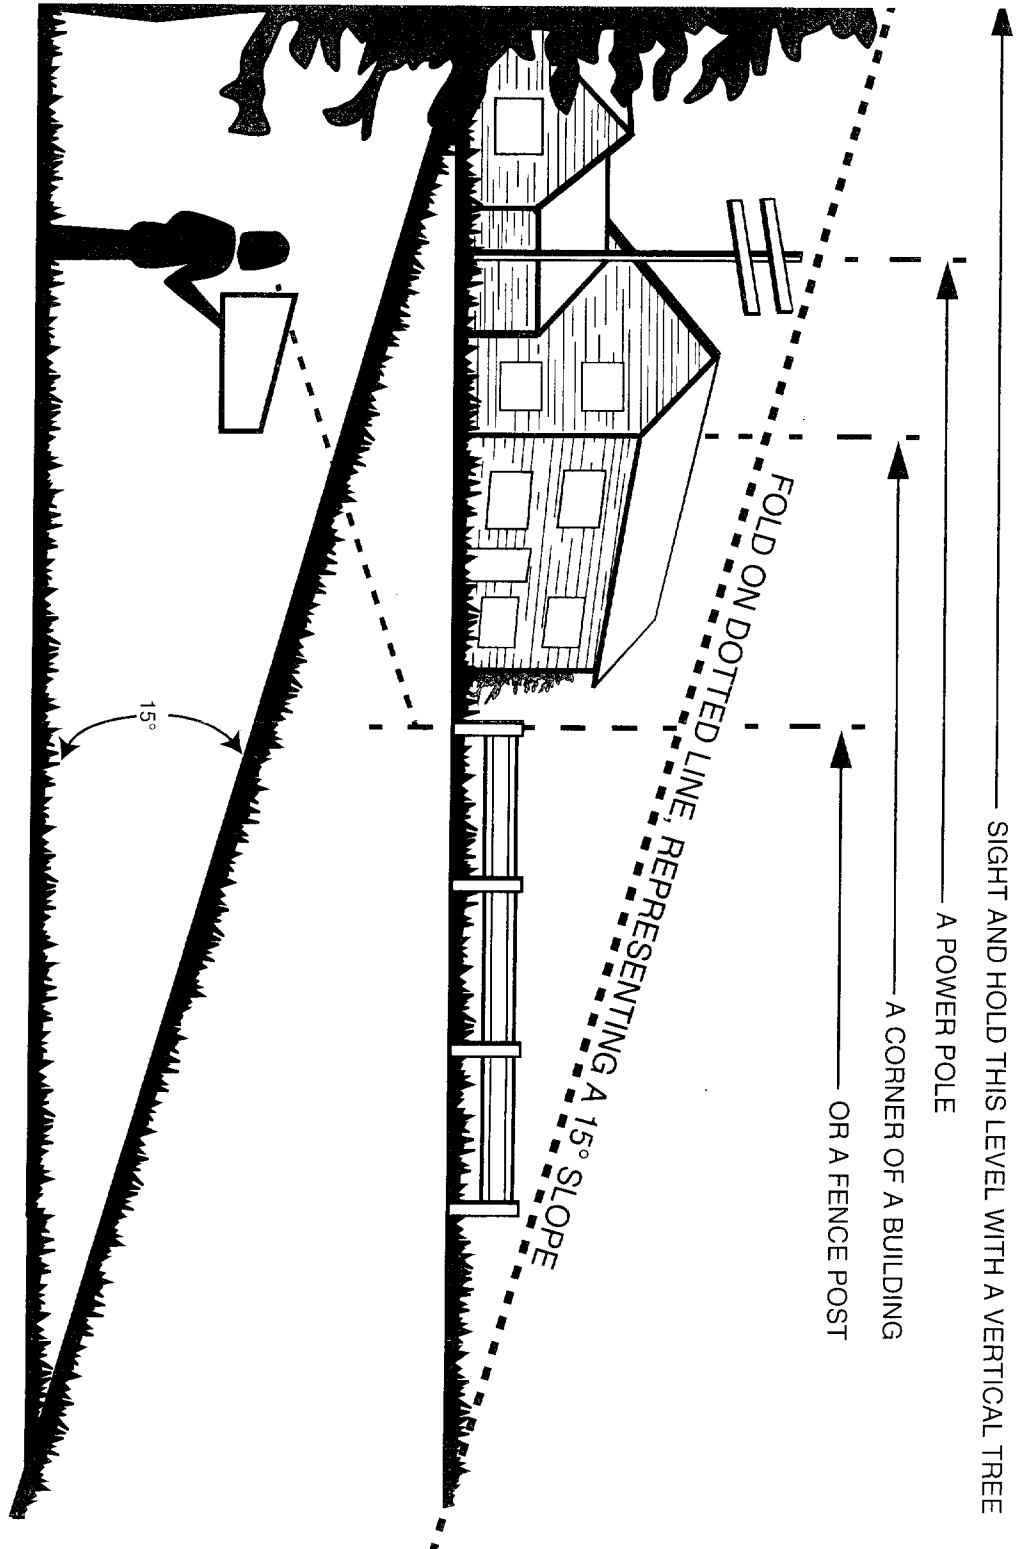 SIGHT AND HOLD THIS LEVEL WITH A VERTICAL TREE
A POWER POLE
A CORNER OF A BUILDING
OR A FENCE POST
FOLD ON DOTTED LINE, REPRESENTING A 15° SLOPE
15°